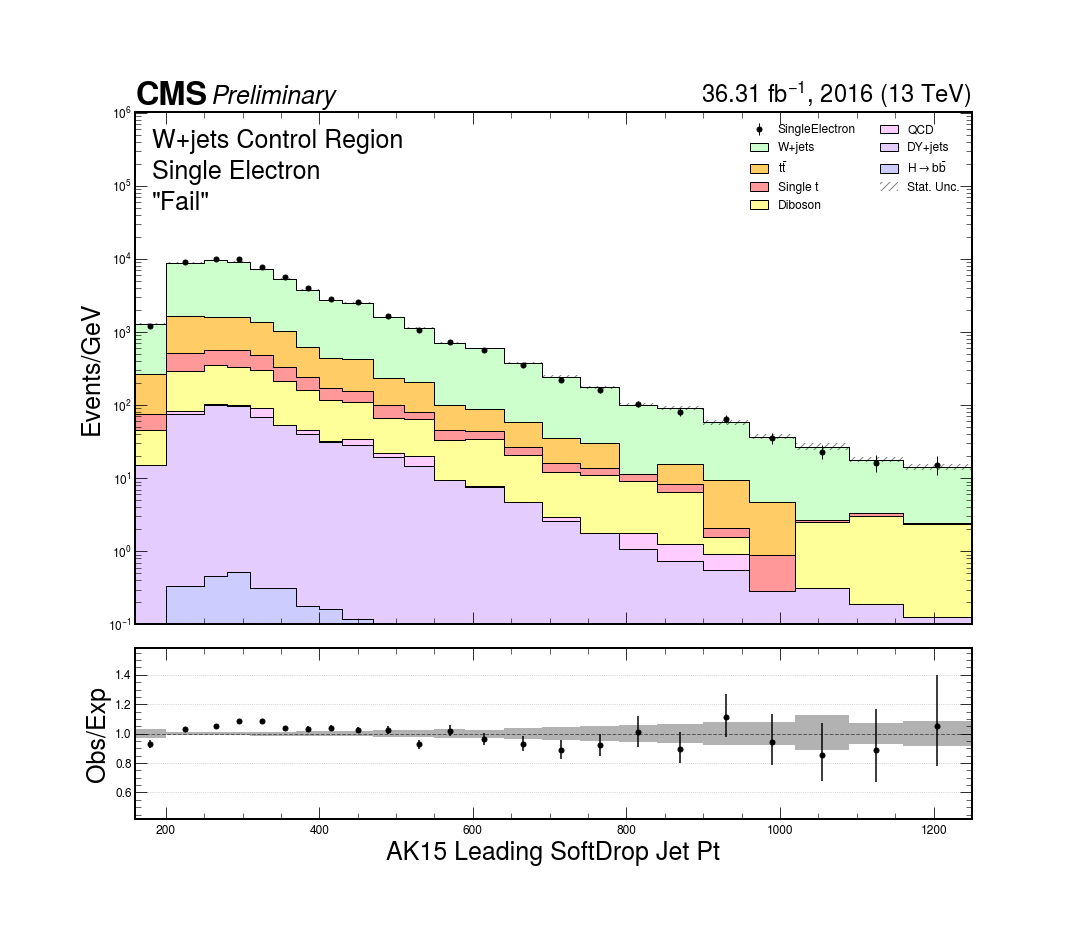 CMS Preliminary 36.31 fb⁻¹, 2016 (13 TeV)
W+jets Control Region
Single Electron
"Fail"
SingleElectron
W+jets
tt̄
Single t
Diboson
QCD
DY+jets
H→bb̄
Stat. Unc.
Events/GeV
10⁶
10⁵
10⁴
10³
10²
10¹
10⁰
10⁻¹
Obs/Exp
1.4
1.2
1.0
0.8
0.6
200 400 600 800 1000 1200
AK15 Leading SoftDrop Jet Pt